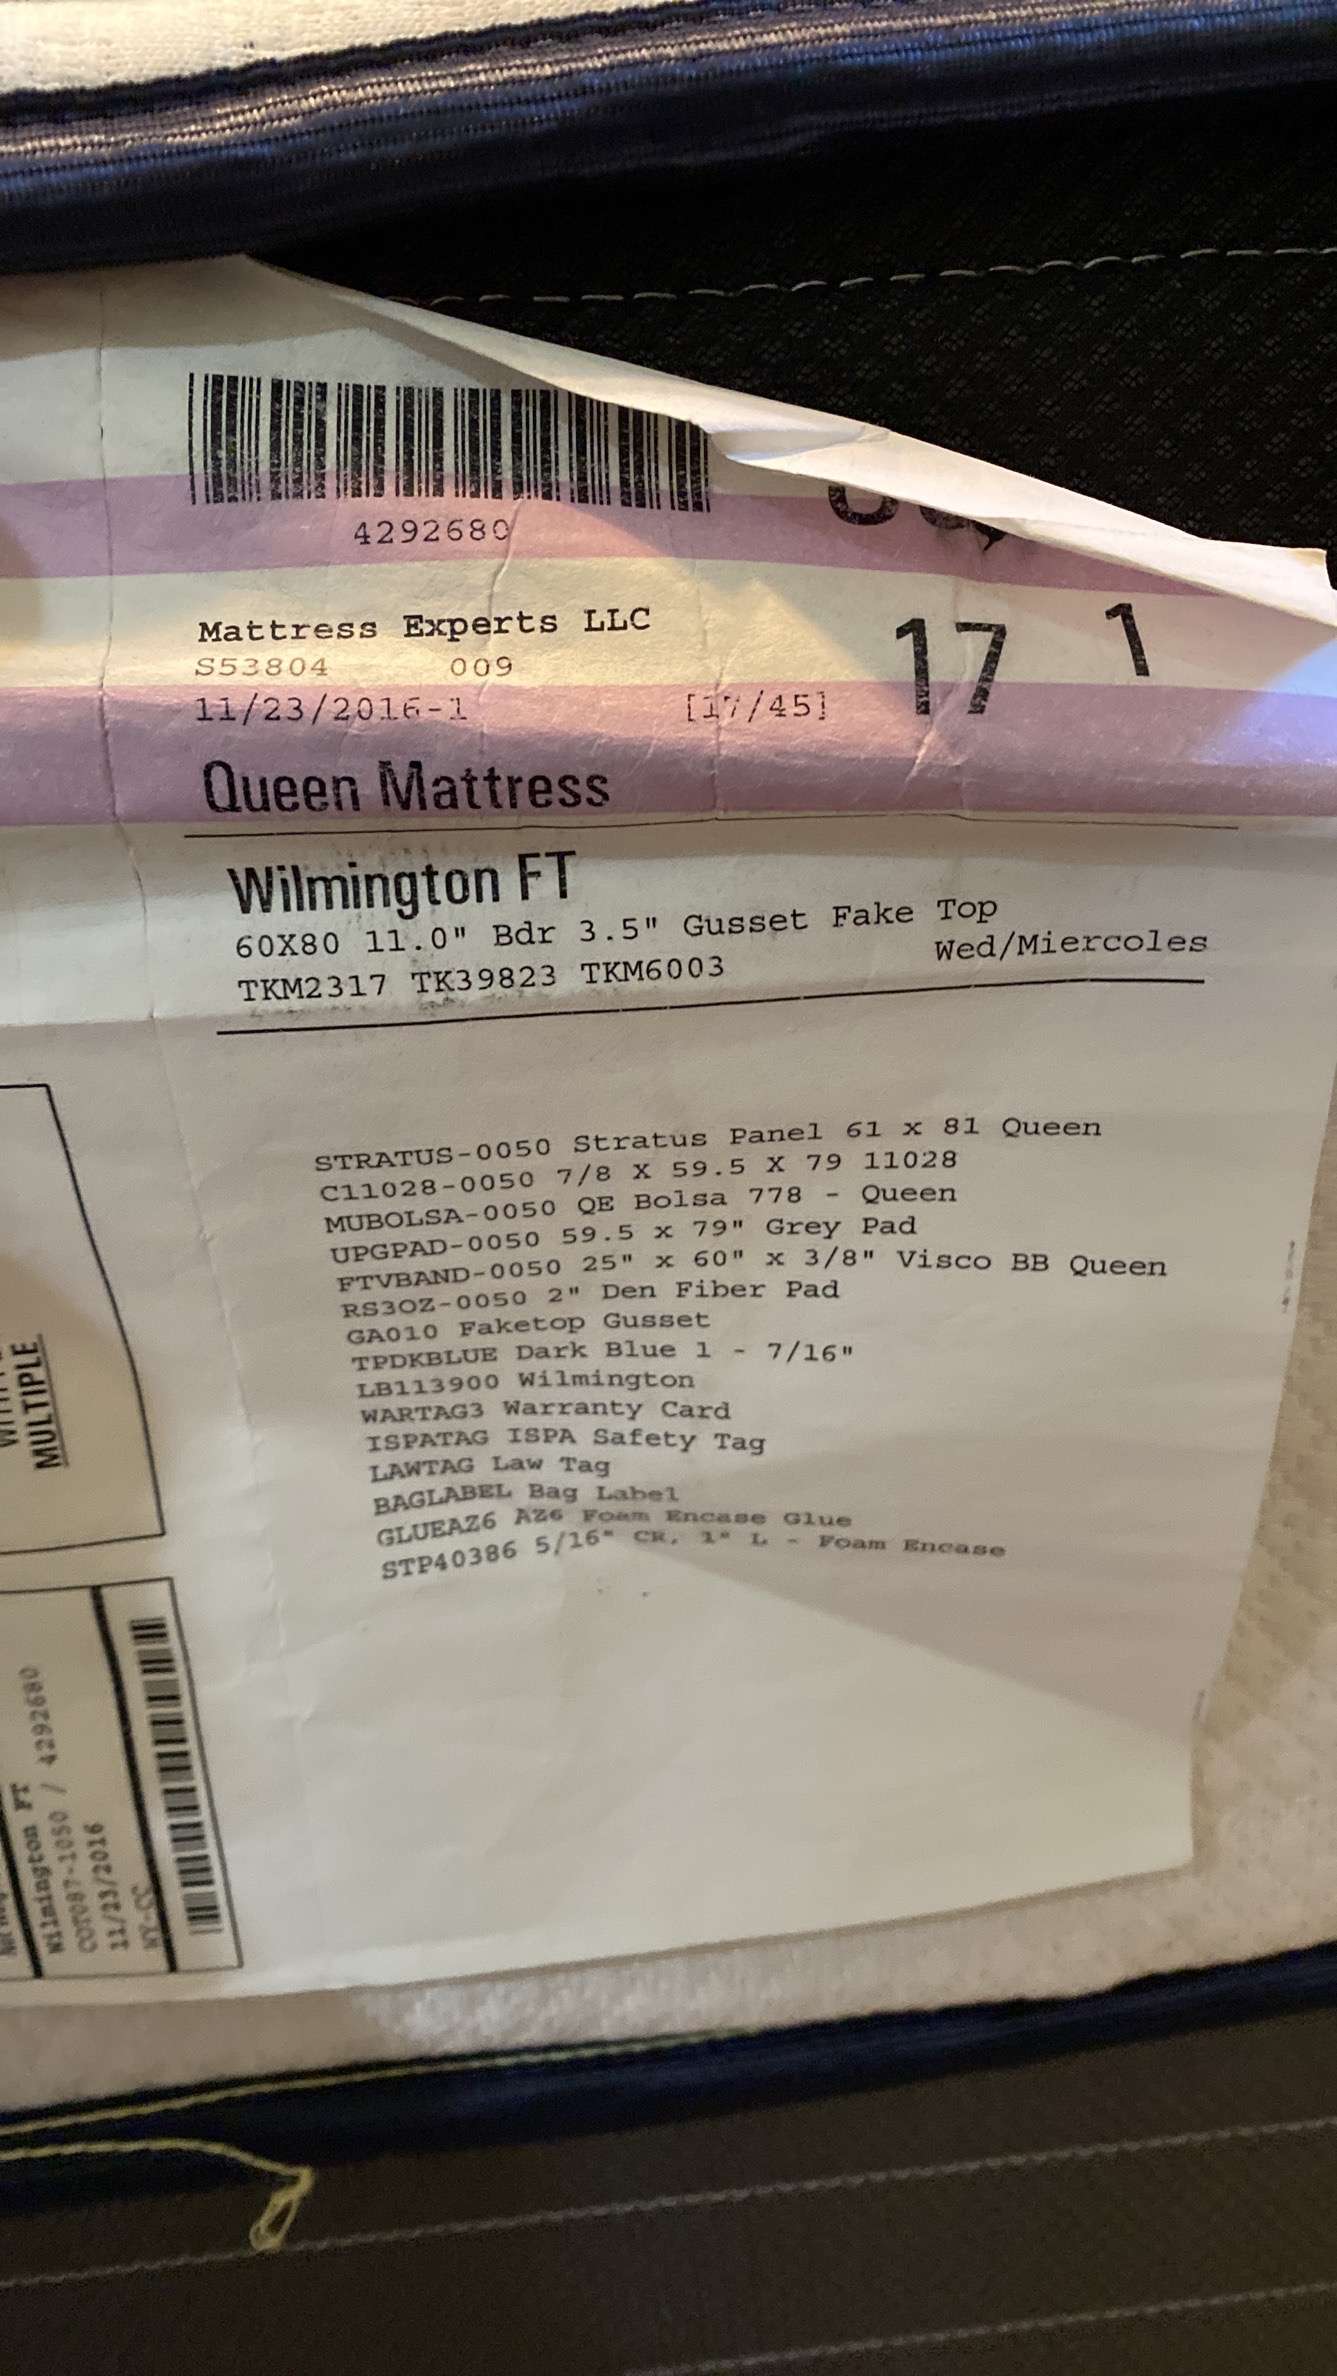 4292680
17 1
Mattress Experts LLC
S53804 009
11/23/2016-1 [17/45]
Queen Mattress
Wilmington FT
60X80 11.0" Bdr 3.5" Gusset Fake Top
TKM2317 TK39823 TKM6003 Wed/Miercoles
STRATUS-0050 Stratus Panel 61 x 81 Queen
C11028-0050 7/8 X 59.5 X 79 11028
MUBOLSA-0050 QE Bolsa 778 - Queen
UPGPAD-0050 59.5 x 79" Grey Pad
FTVBAND-0050 25" x 60" x 3/8" Visco BB Queen
RS3OZ-0050 2" Den Fiber Pad
GA010 Faketop Gusset
TPDKBLUE Dark Blue 1 - 7/16"
LB113900 Wilmington
WARTAG3 Warranty Card
ISPATAG ISPA Safety Tag
LAWTAG Law Tag
BAGLABEL Bag Label
GLUEAZ6 AZ6 Foam Encase Glue
STP40386 5/16" CR, 1" L - Foam Encase
MULTIPLE
Wilmington FT
/ 4292680
11/23/2016